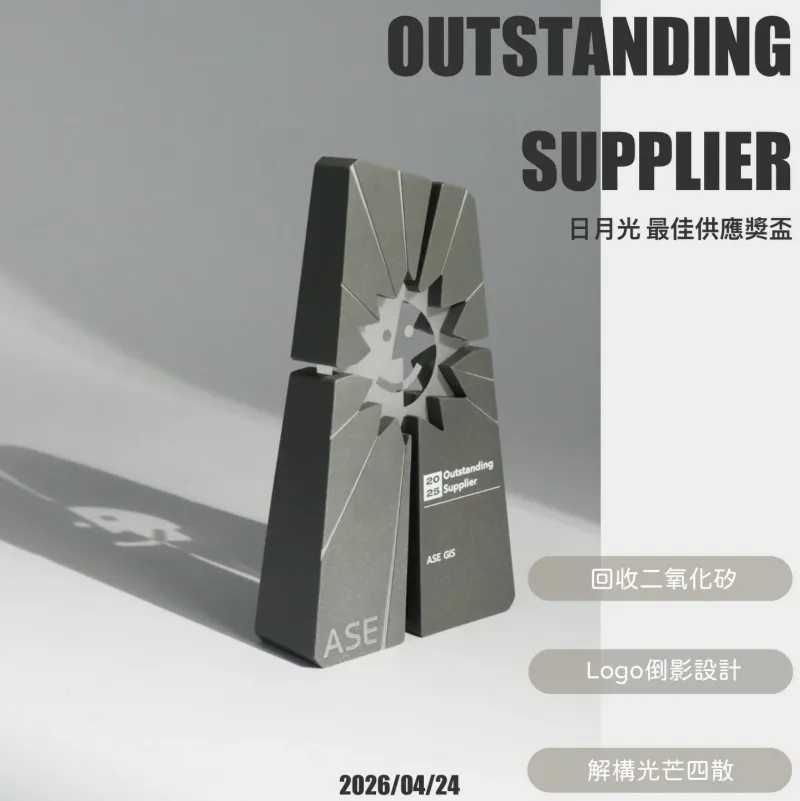 OUTSTANDING
SUPPLIER
日月光 最佳供應獎盃
20
25
Outstanding
Supplier
ASE GIS
ASE
回收二氧化矽
Logo倒影設計
解構光芒四散
2026/04/24